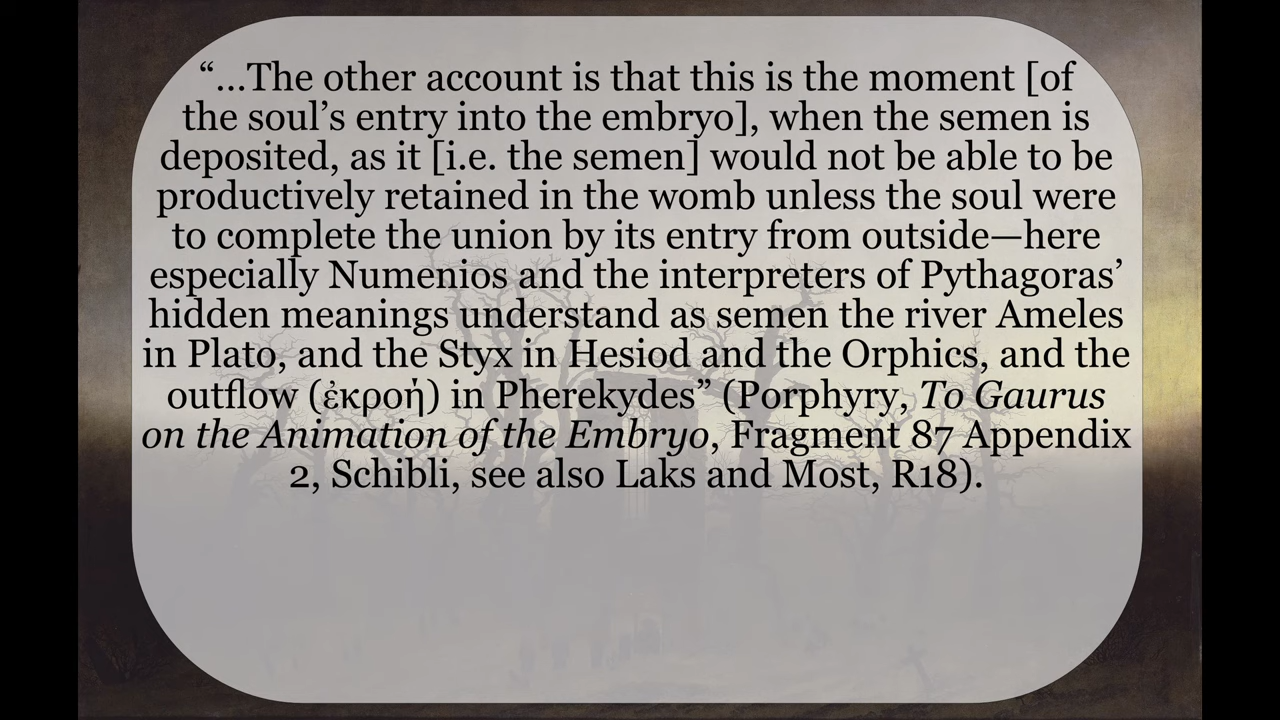 “…The other account is that this is the moment [of
the soul’s entry into the embryo], when the semen is
deposited, as it [i.e. the semen] would not be able to be
productively retained in the womb unless the soul were
to complete the union by its entry from outside—here
especially Numenios and the interpreters of Pythagoras’
hidden meanings understand as semen the river Ameles
in Plato, and the Styx in Hesiod and the Orphics, and the
outflow (ἐκροή) in Pherekydes” (Porphyry, To Gaurus
on the Animation of the Embryo, Fragment 87 Appendix
2, Schibli, see also Laks and Most, R18).